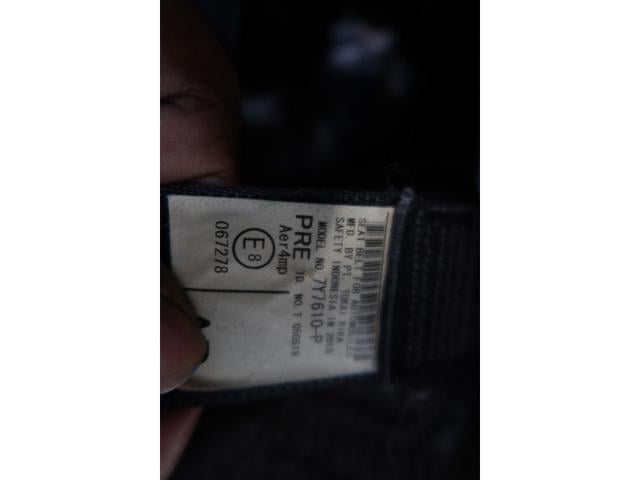 SEAT BELT FOR AUTOMOBILES
MFD. BY PT. TOKAI RIKA
SAFETY INDONESIA IN 2015
MODEL NO. 7Y7610-P
PRE ID. NO. T 050518
Aer4mp
E8
067278